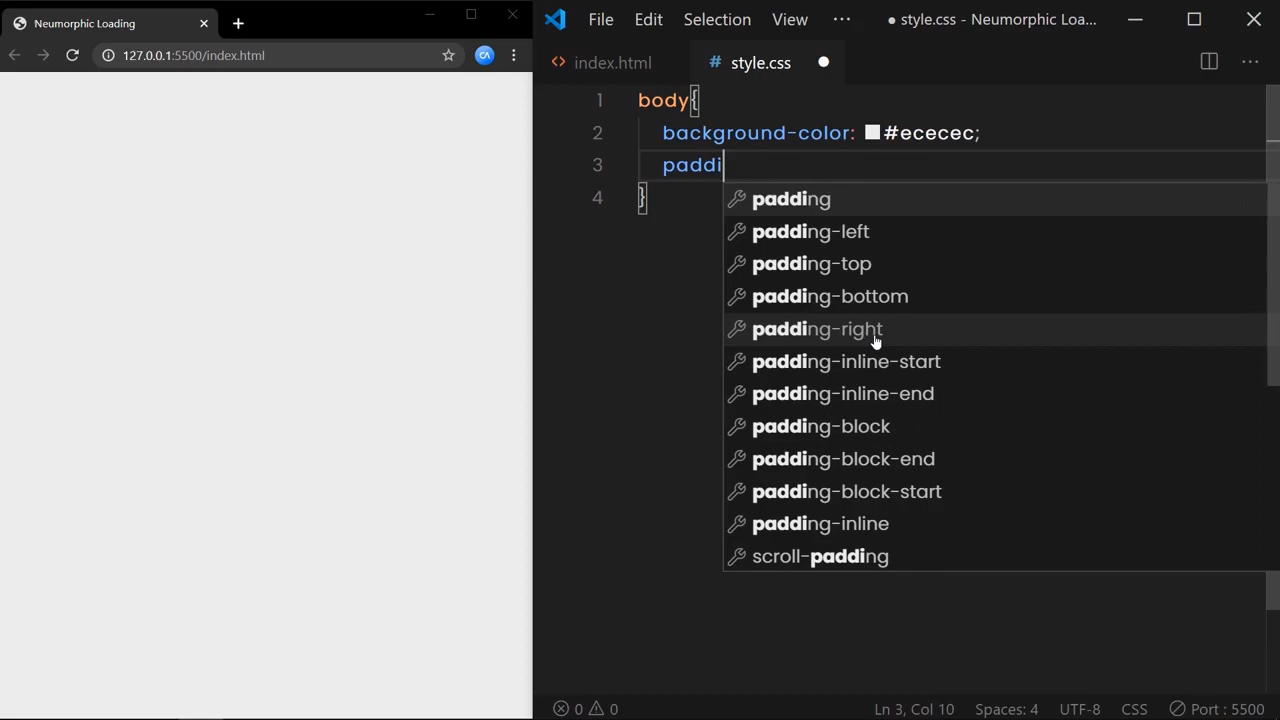 Neumorphic Loading
127.0.0.1:5500/index.html
CA
File Edit Selection View ··· ● style.css - Neumorphic Loa...
<> index.html # style.css ●
1 body{
2 background-color: #ececec;
3 paddi
4 }
padding
padding-left
padding-top
padding-bottom
padding-right
padding-inline-start
padding-inline-end
padding-block
padding-block-end
padding-block-start
padding-inline
scroll-padding
0 0 Ln 3, Col 10 Spaces: 4 UTF-8 CSS Port : 5500